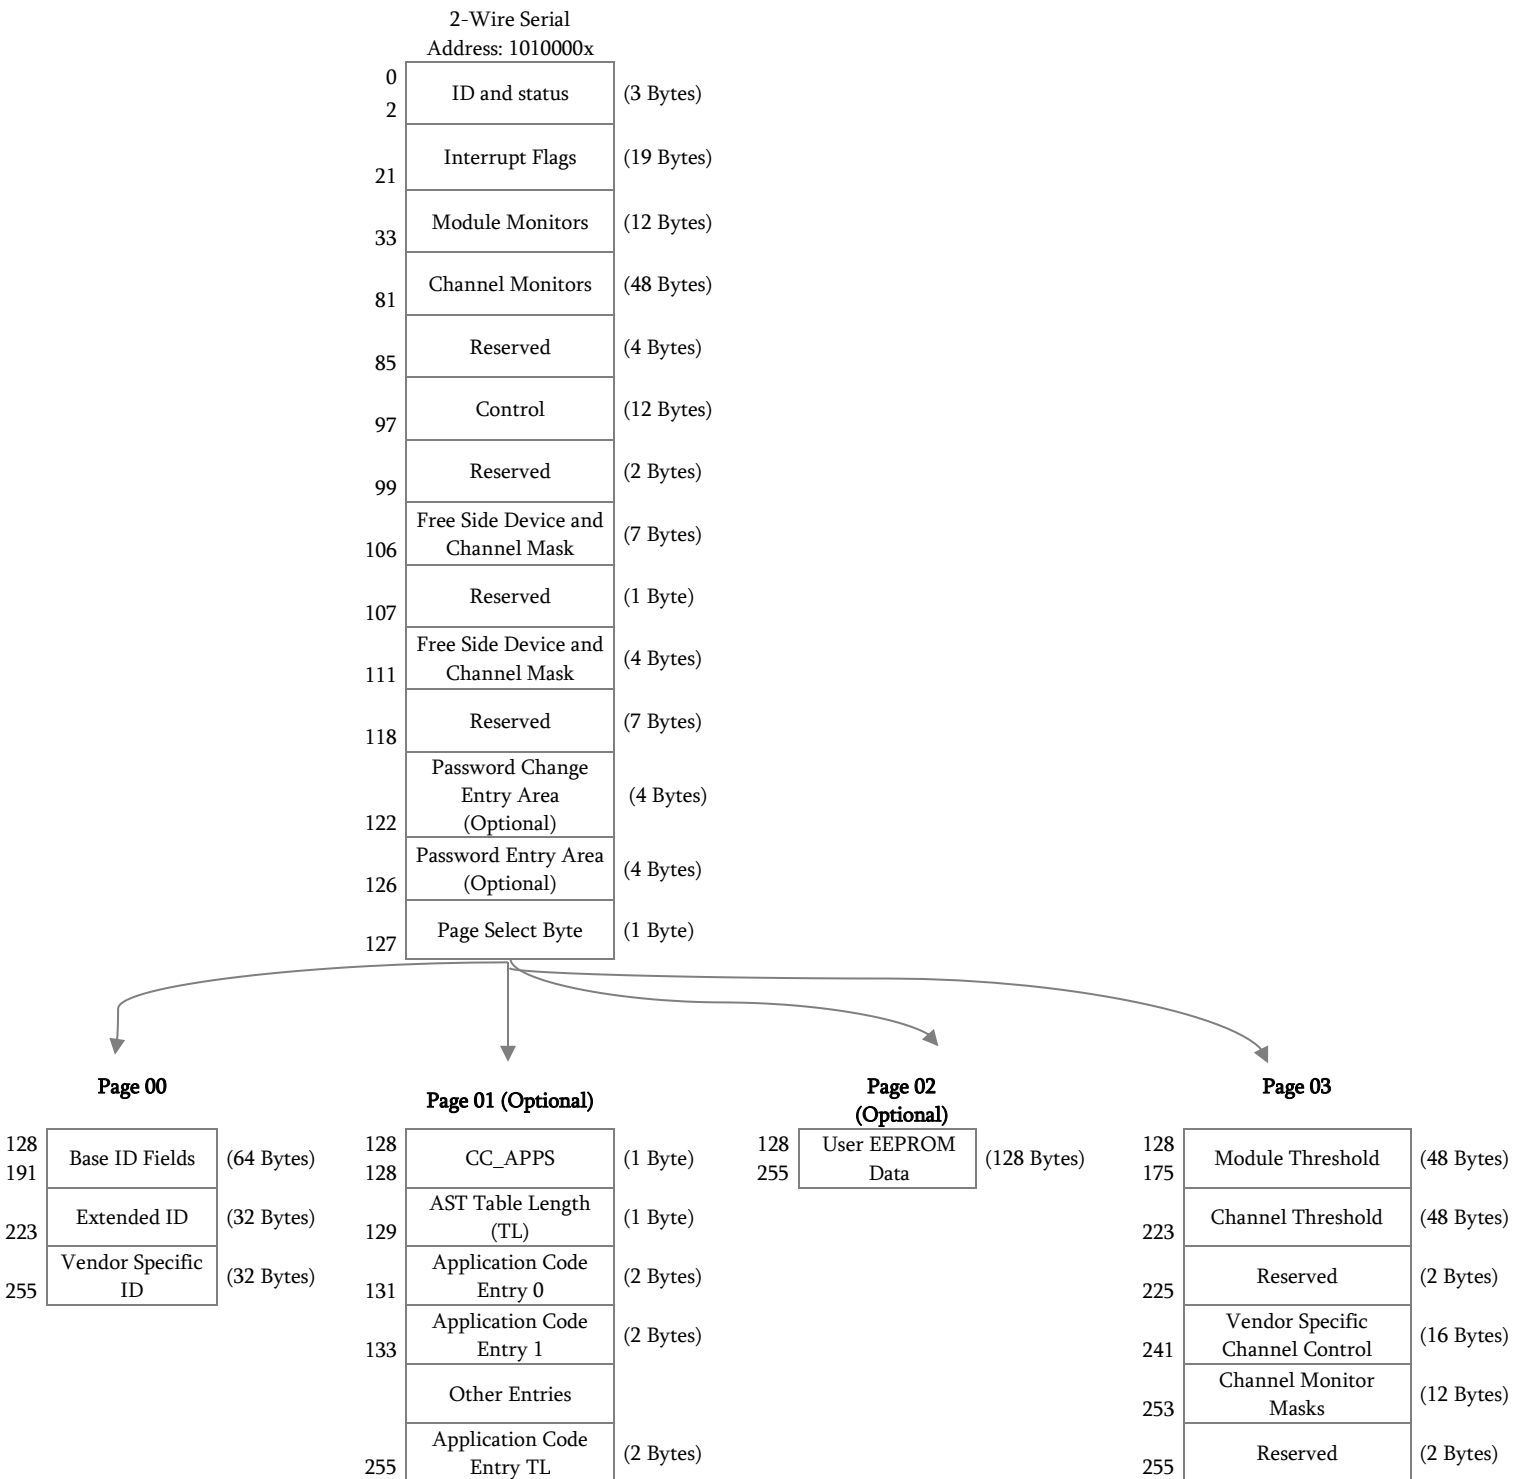 2-Wire Serial
Address: 1010000x
0
2
ID and status
(3 Bytes)
21
Interrupt Flags
(19 Bytes)
33
Module Monitors
(12 Bytes)
81
Channel Monitors
(48 Bytes)
85
Reserved
(4 Bytes)
97
Control
(12 Bytes)
99
Reserved
(2 Bytes)
106
Free Side Device and
Channel Mask
(7 Bytes)
107
Reserved
(1 Byte)
111
Free Side Device and
Channel Mask
(4 Bytes)
118
Reserved
(7 Bytes)
122
Password Change
Entry Area
(Optional)
(4 Bytes)
126
Password Entry Area
(Optional)
(4 Bytes)
127
Page Select Byte
(1 Byte)
Page 00
128
191
Base ID Fields
(64 Bytes)
223
Extended ID
(32 Bytes)
255
Vendor Specific
ID
(32 Bytes)
Page 01 (Optional)
128
128
CC_APPS
(1 Byte)
129
AST Table Length
(TL)
(1 Byte)
131
Application Code
Entry 0
(2 Bytes)
133
Application Code
Entry 1
(2 Bytes)
Other Entries
255
Application Code
Entry TL
(2 Bytes)
Page 02
(Optional)
128
255
User EEPROM
Data
(128 Bytes)
Page 03
128
175
Module Threshold
(48 Bytes)
223
Channel Threshold
(48 Bytes)
225
Reserved
(2 Bytes)
241
Vendor Specific
Channel Control
(16 Bytes)
253
Channel Monitor
Masks
(12 Bytes)
255
Reserved
(2 Bytes)